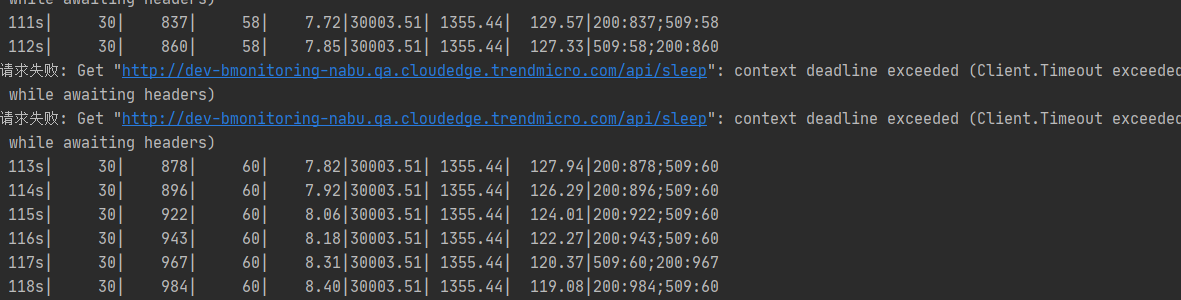 while awaiting headers)
111s|     30|    837|     58|    7.72|30003.51| 1355.44|  129.57|200:837;509:58
112s|     30|    860|     58|    7.85|30003.51| 1355.44|  127.33|509:58;200:860
请求失败: Get "http://dev-bmonitoring-nabu.qa.cloudedge.trendmicro.com/api/sleep": context deadline exceeded (Client.Timeout exceeded
while awaiting headers)
请求失败: Get "http://dev-bmonitoring-nabu.qa.cloudedge.trendmicro.com/api/sleep": context deadline exceeded (Client.Timeout exceeded
while awaiting headers)
113s|     30|    878|     60|    7.82|30003.51| 1355.44|  127.94|200:878;509:60
114s|     30|    896|     60|    7.92|30003.51| 1355.44|  126.29|200:896;509:60
115s|     30|    922|     60|    8.06|30003.51| 1355.44|  124.01|200:922;509:60
116s|     30|    943|     60|    8.18|30003.51| 1355.44|  122.27|200:943;509:60
117s|     30|    967|     60|    8.31|30003.51| 1355.44|  120.37|509:60;200:967
118s|     30|    984|     60|    8.40|30003.51| 1355.44|  119.08|200:984;509:60